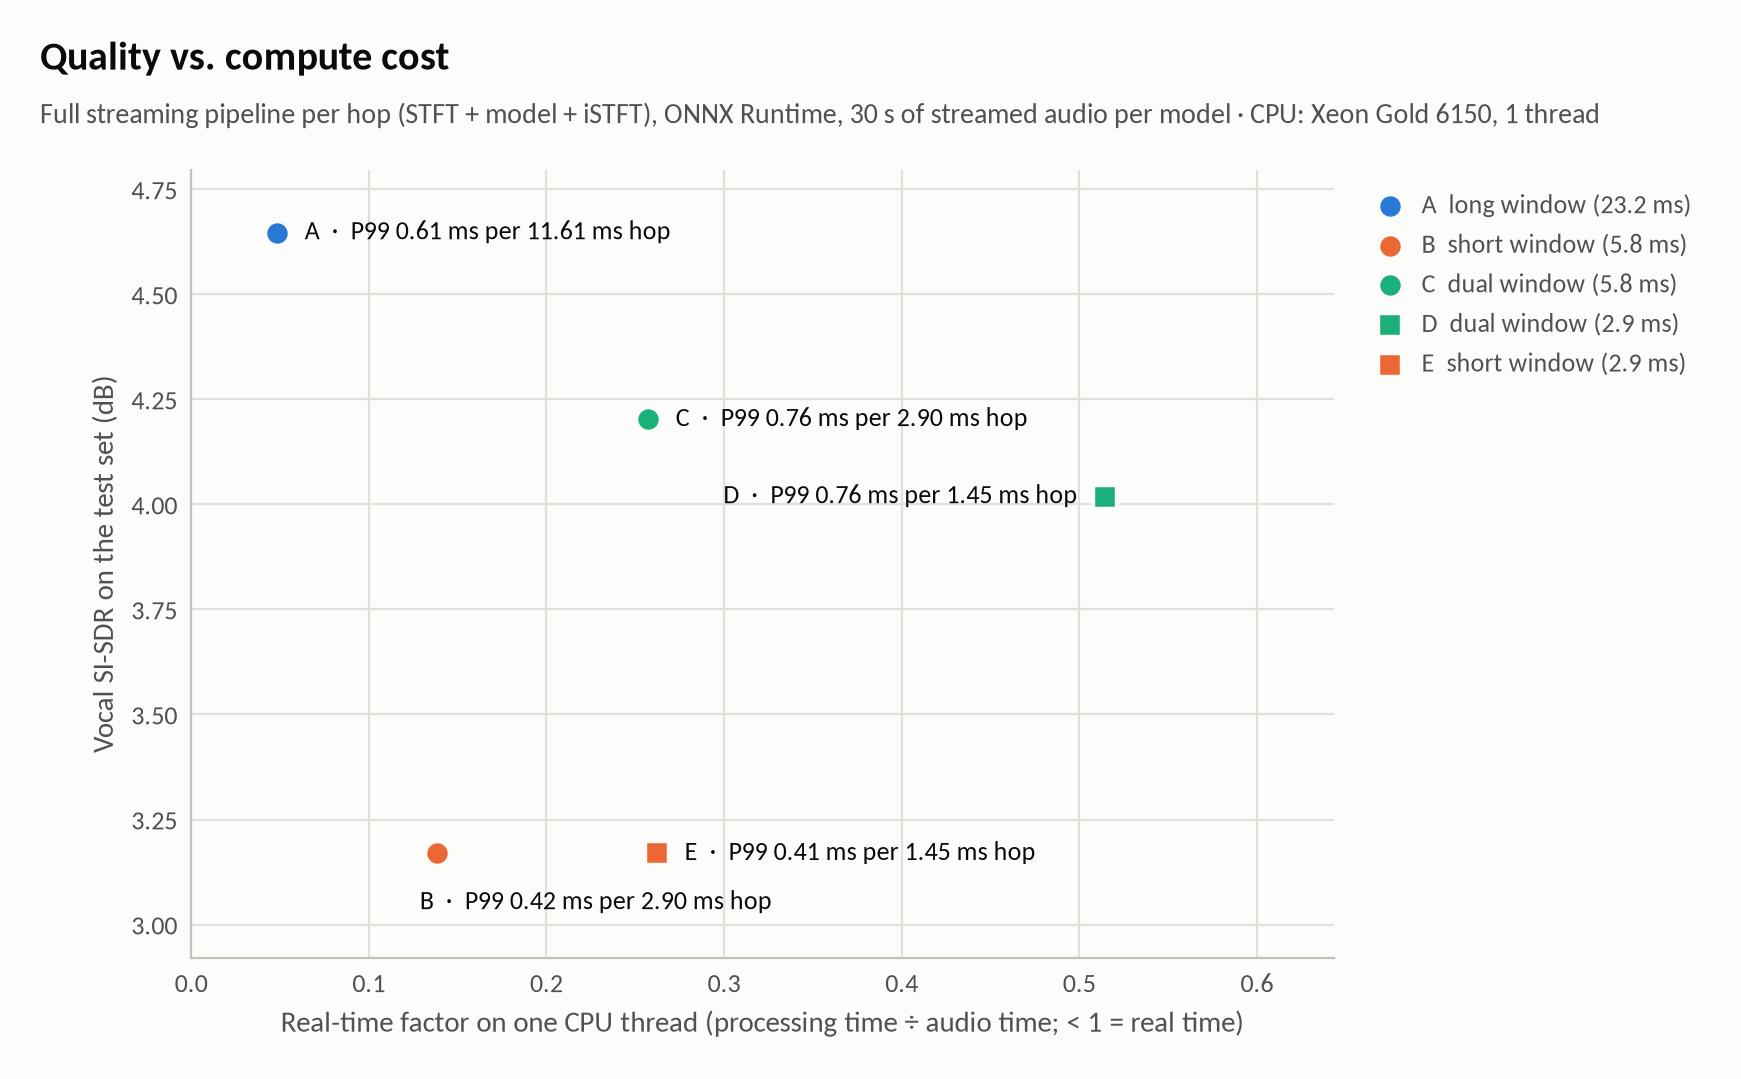 Quality vs. compute cost
Full streaming pipeline per hop (STFT + model + iSTFT), ONNX Runtime, 30 s of streamed audio per model · CPU: Xeon Gold 6150, 1 thread
Vocal SI-SDR on the test set (dB)
4.75
4.50
4.25
4.00
3.75
3.50
3.25
3.00
A · P99 0.61 ms per 11.61 ms hop
C · P99 0.76 ms per 2.90 ms hop
D · P99 0.76 ms per 1.45 ms hop
E · P99 0.41 ms per 1.45 ms hop
B · P99 0.42 ms per 2.90 ms hop
A long window (23.2 ms)
B short window (5.8 ms)
C dual window (5.8 ms)
D dual window (2.9 ms)
E short window (2.9 ms)
0.0 0.1 0.2 0.3 0.4 0.5 0.6
Real-time factor on one CPU thread (processing time ÷ audio time; < 1 = real time)